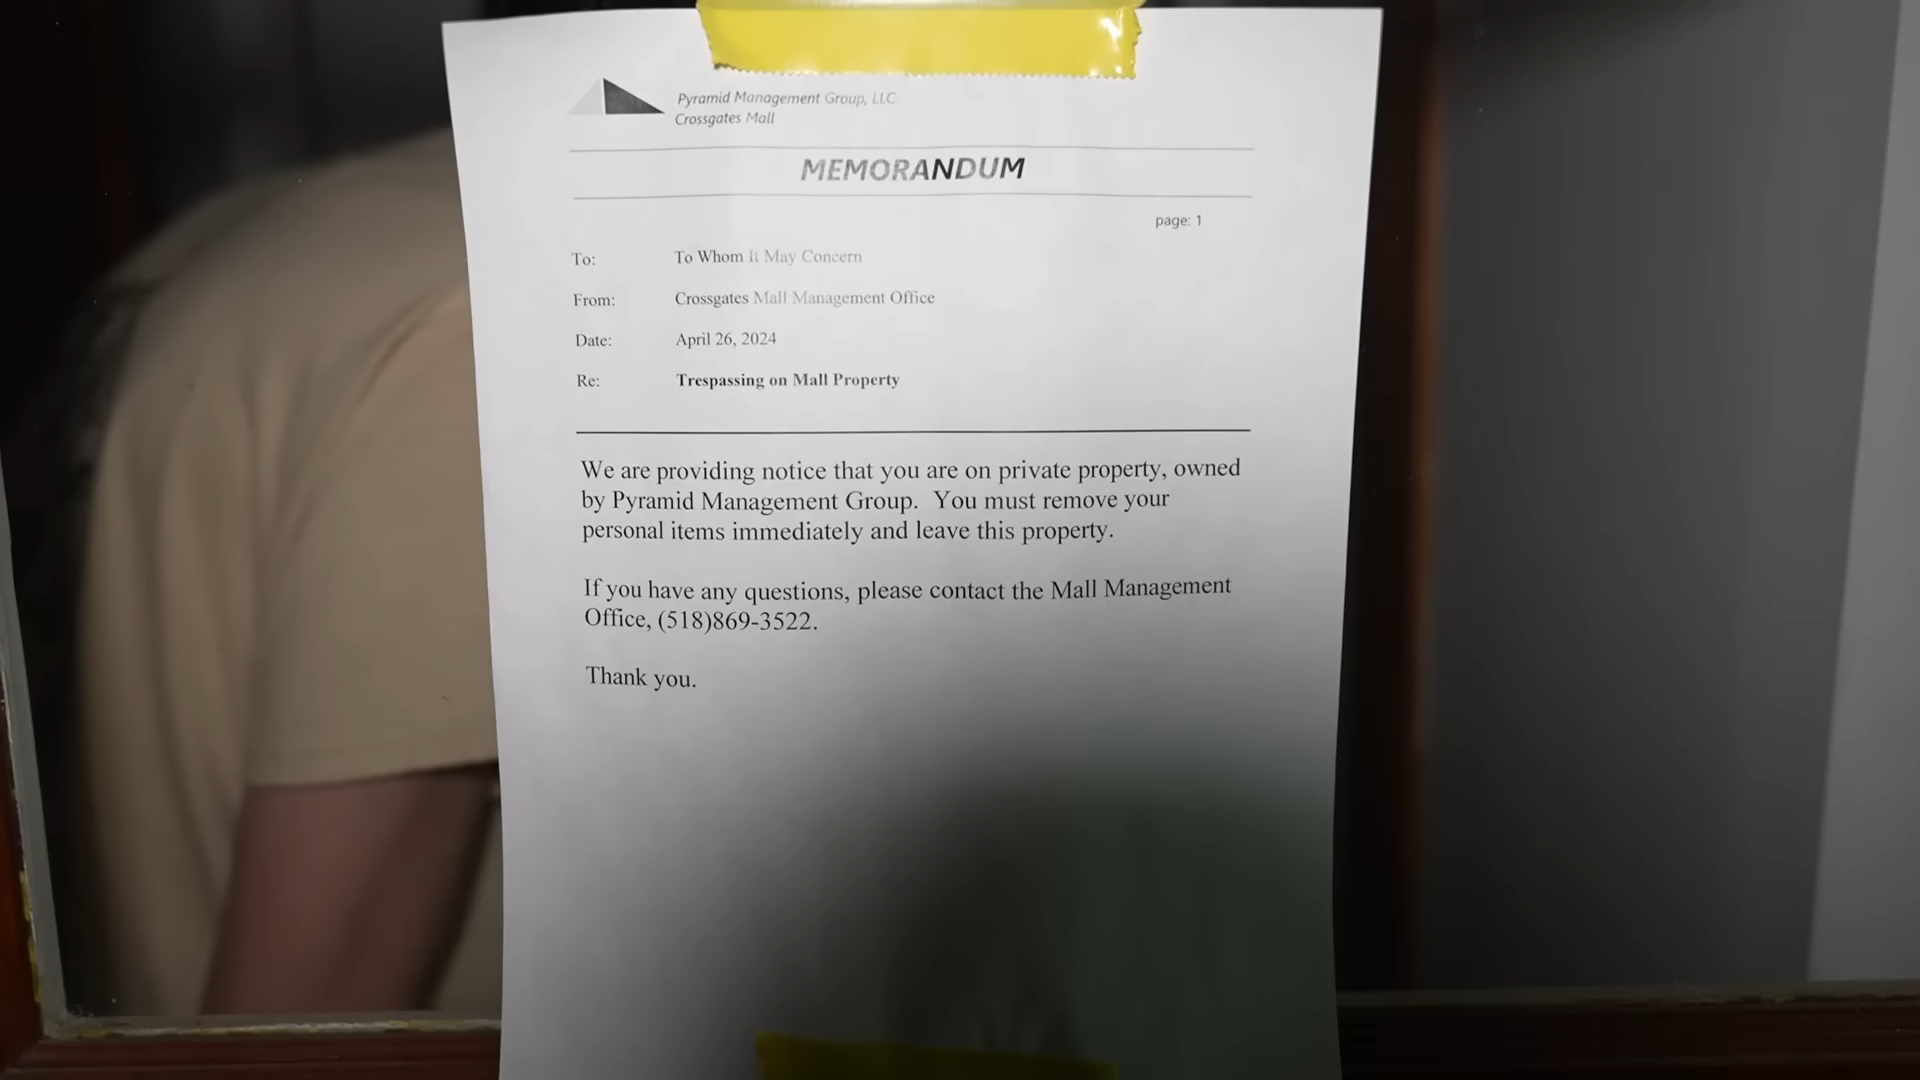 Pyramid Management Group, LLC
Crossgates Mall
MEMORANDUM
page: 1
To: To Whom It May Concern
From: Crossgates Mall Management Office
Date: April 26, 2024
Re: Trespassing on Mall Property
We are providing notice that you are on private property, owned
by Pyramid Management Group. You must remove your
personal items immediately and leave this property.
If you have any questions, please contact the Mall Management
Office, (518)869-3522.
Thank you.